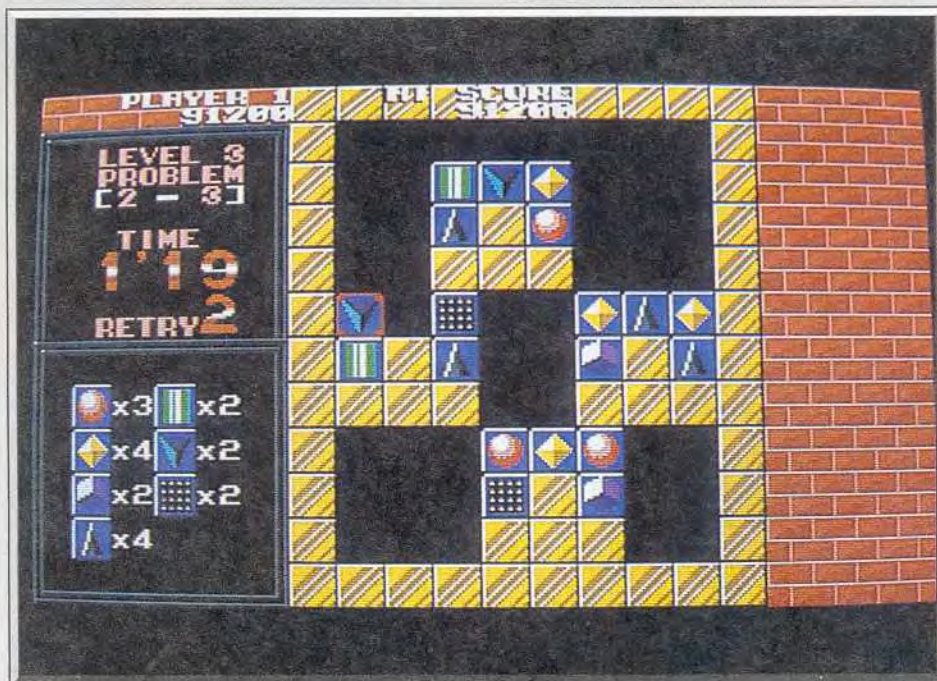 PLAYER 1
91200
SCORE
91200
LEVEL 3
PROBLEM
[2 - 3]
TIME
1'19
RETRY 2
x3 x2
x4 x2
x2 x2
x4